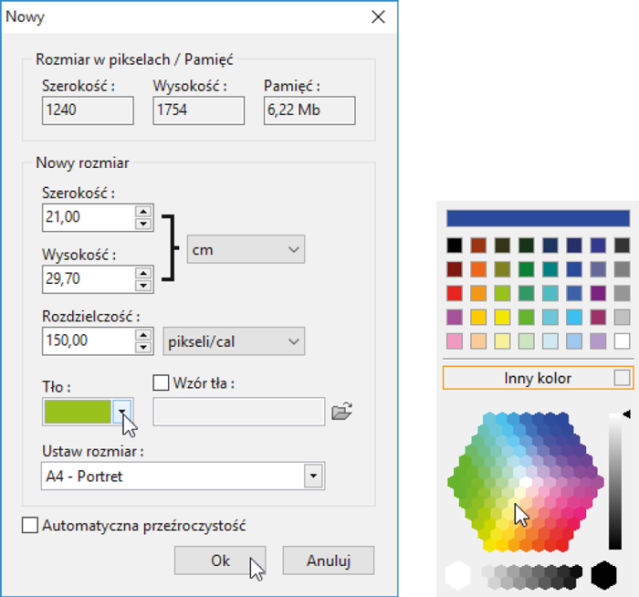 Nowy
Rozmiar w pikselach / Pamięć
Szerokość : Wysokość : Pamięć :
1240 1754 6,22 Mb
Nowy rozmiar
Szerokość :
21,00
cm
Wysokość :
29,70
Rozdzielczość :
150,00 pikseli/cal
Tło : Wzór tła :
Inny kolor
Ustaw rozmiar :
A4 - Portret
Automatyczna przeźroczystość
Ok Anuluj